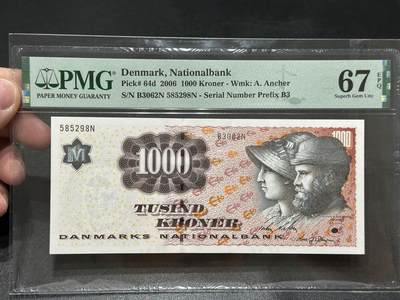 PMG
PAPER MONEY GUARANTY
Denmark, Nationalbank
Pick# 64d 2006 1000 Kroner - Wmk: A. Ancher
S/N B3062N 585298N - Serial Number Prefix B3
67 EPQ
Superb Gem Unc
585298N
B3062N
1000
1000
TUSIND
KRONER
DANMARKS NATIONALBANK